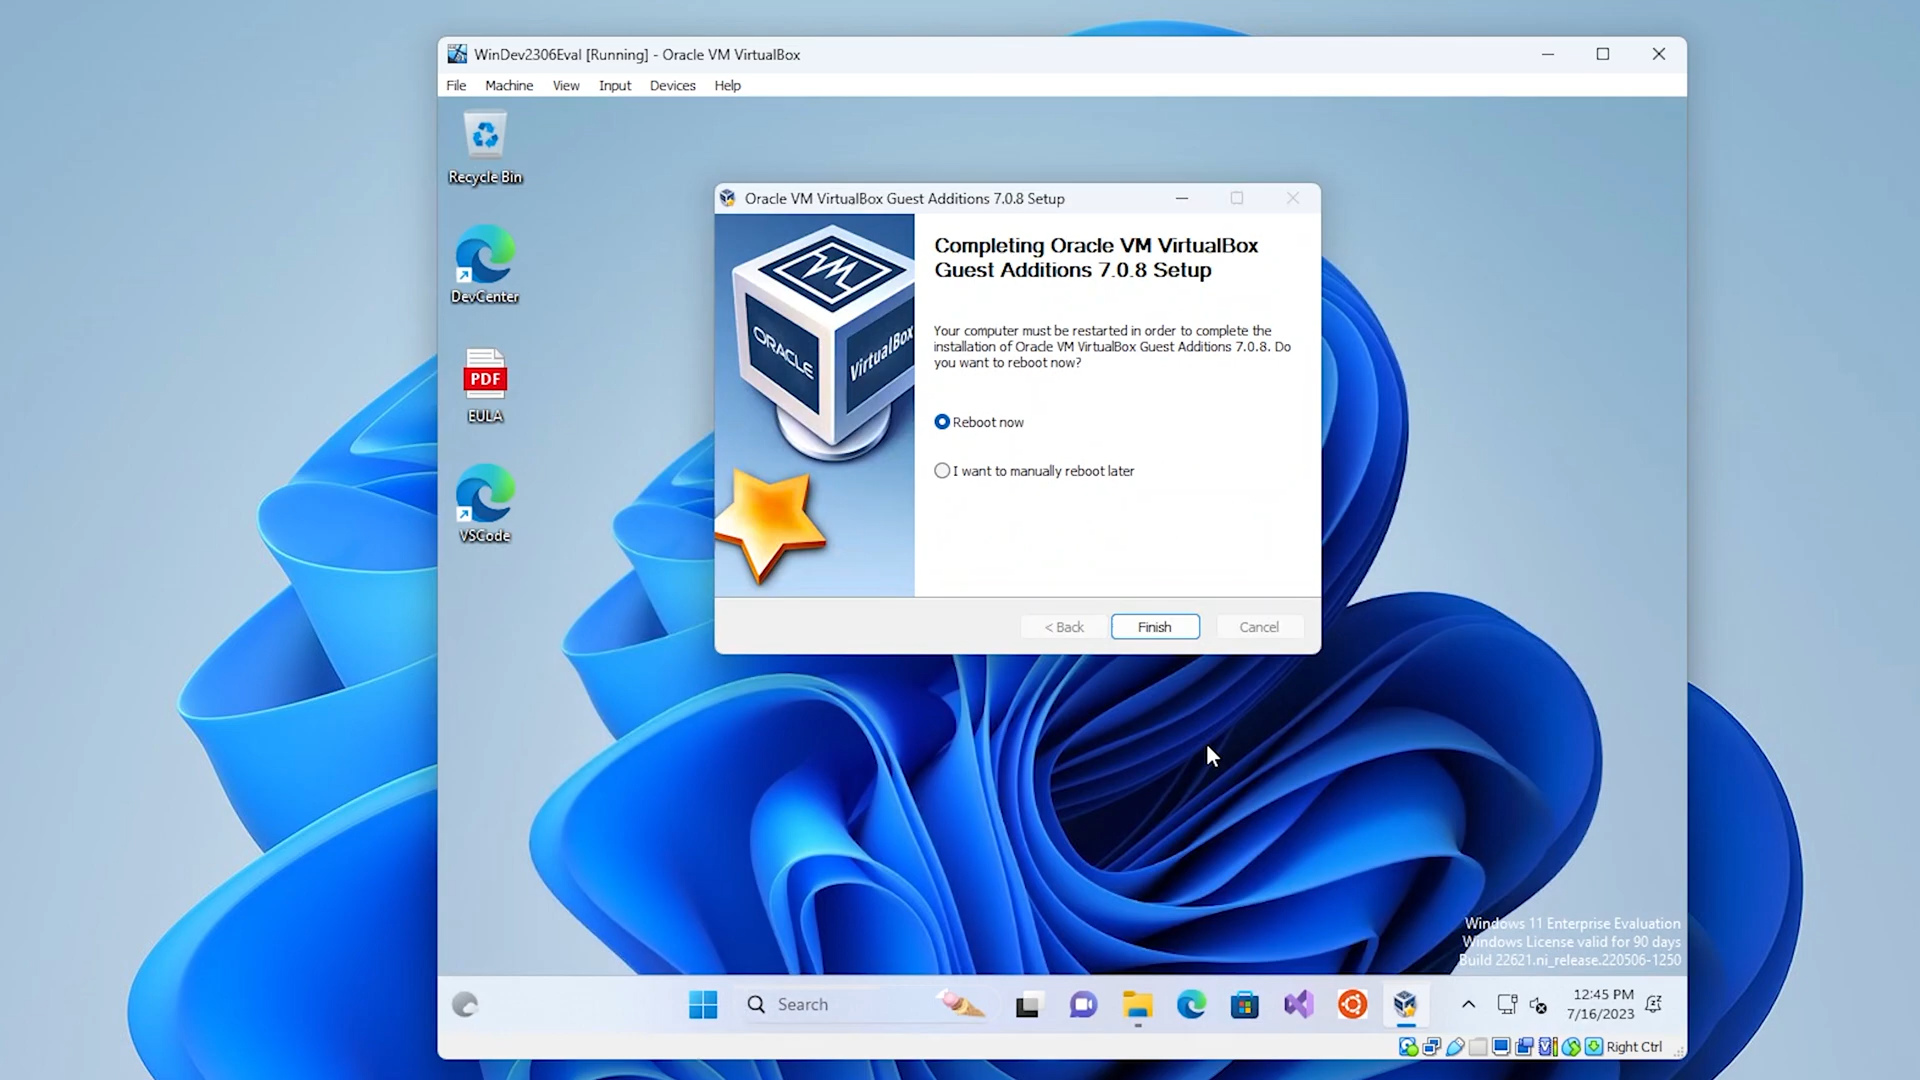 WinDev2306Eval [Running] - Oracle VM VirtualBox
File Machine View Input Devices Help
Recycle Bin
DevCenter
PDF
EULA
VSCode
Oracle VM VirtualBox Guest Additions 7.0.8 Setup
ORACLE
VirtualBox
Completing Oracle VM VirtualBox
Guest Additions 7.0.8 Setup
Your computer must be restarted in order to complete the
installation of Oracle VM VirtualBox Guest Additions 7.0.8. Do
you want to reboot now?
Reboot now
I want to manually reboot later
< Back Finish Cancel
Windows 11 Enterprise Evaluation
Windows License valid for 90 days
Build 22621.ni_release.220506-1250
Search
12:45 PM
7/16/2023
Right Ctrl